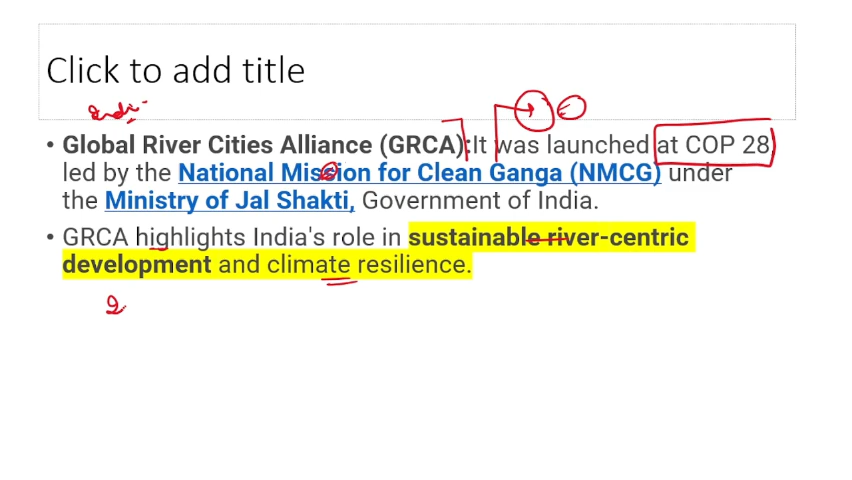 Click to add title
• Global River Cities Alliance (GRCA):It was launched at COP 28,
led by the National Mission for Clean Ganga (NMCG) under
the Ministry of Jal Shakti, Government of India.
• GRCA highlights India's role in sustainable river-centric
development and climate resilience.